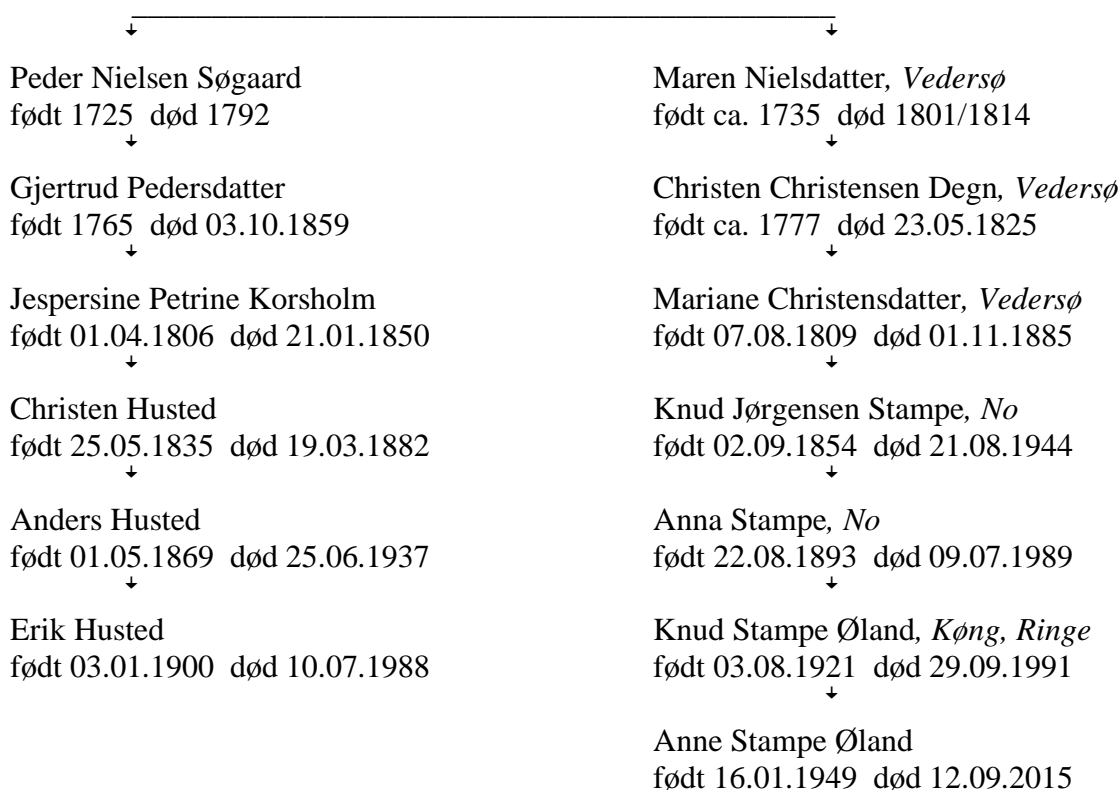 Peder Nielsen Søgaard
født 1725 død 1792
Gjertrud Pedersdatter
født 1765 død 03.10.1859
Jespersine Petrine Korsholm
født 01.04.1806 død 21.01.1850
Christen Husted
født 25.05.1835 død 19.03.1882
Anders Husted
født 01.05.1869 død 25.06.1937
Erik Husted
født 03.01.1900 død 10.07.1988
Maren Nielsdatter, Vedersø
født ca. 1735 død 1801/1814
Christen Christensen Degn, Vedersø
født ca. 1777 død 23.05.1825
Mariane Christensdatter, Vedersø
født 07.08.1809 død 01.11.1885
Knud Jørgensen Stampe, No
født 02.09.1854 død 21.08.1944
Anna Stampe, No
født 22.08.1893 død 09.07.1989
Knud Stampe Øland, Køng, Ringe
født 03.08.1921 død 29.09.1991
Anne Stampe Øland
født 16.01.1949 død 12.09.2015